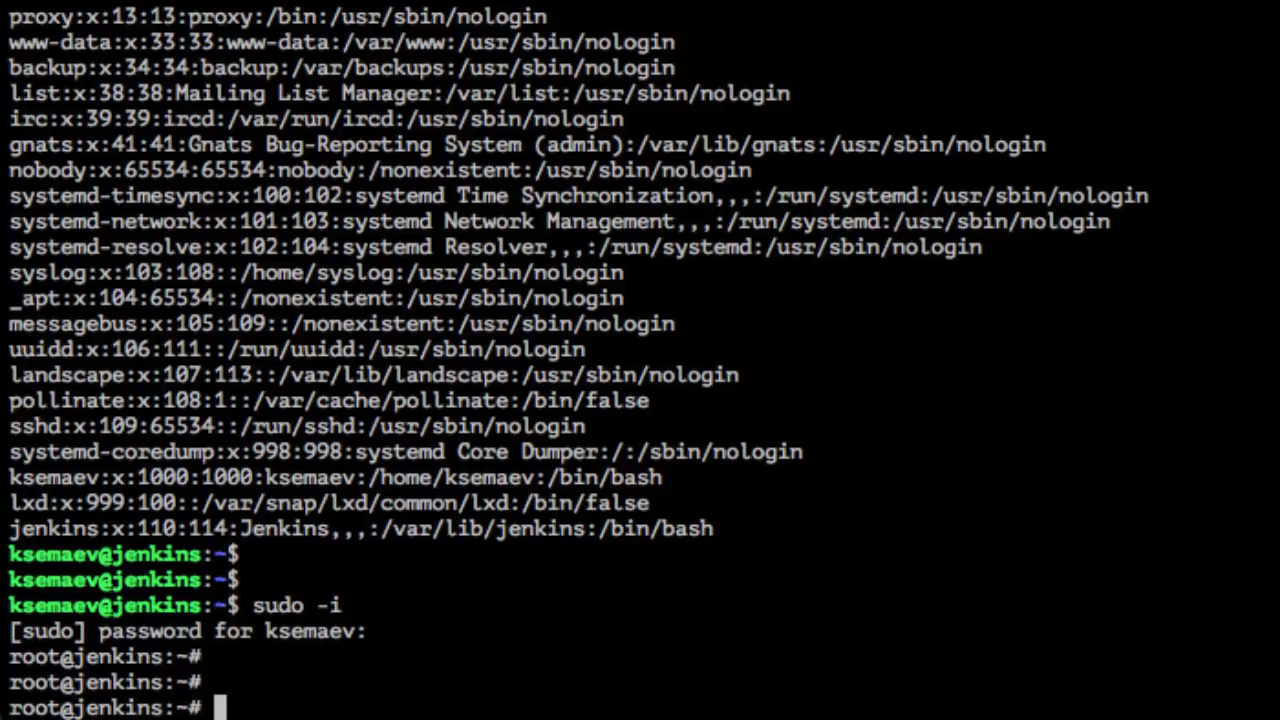 proxy:x:13:13:proxy:/bin:/usr/sbin/nologin
www-data:x:33:33:www-data:/var/www:/usr/sbin/nologin
backup:x:34:34:backup:/var/backups:/usr/sbin/nologin
list:x:38:38:Mailing List Manager:/var/list:/usr/sbin/nologin
irc:x:39:39:ircd:/var/run/ircd:/usr/sbin/nologin
gnats:x:41:41:Gnats Bug-Reporting System (admin):/var/lib/gnats:/usr/sbin/nologin
nobody:x:65534:65534:nobody:/nonexistent:/usr/sbin/nologin
systemd-timesync:x:100:102:systemd Time Synchronization,,,:/run/systemd:/usr/sbin/nologin
systemd-network:x:101:103:systemd Network Management,,,:/run/systemd:/usr/sbin/nologin
systemd-resolve:x:102:104:systemd Resolver,,,:/run/systemd:/usr/sbin/nologin
syslog:x:103:108::/home/syslog:/usr/sbin/nologin
_apt:x:104:65534::/nonexistent:/usr/sbin/nologin
messagebus:x:105:109::/nonexistent:/usr/sbin/nologin
uuidd:x:106:111::/run/uuidd:/usr/sbin/nologin
landscape:x:107:113::/var/lib/landscape:/usr/sbin/nologin
pollinate:x:108:1::/var/cache/pollinate:/bin/false
sshd:x:109:65534::/run/sshd:/usr/sbin/nologin
systemd-coredump:x:998:998:systemd Core Dumper:/:/sbin/nologin
ksemaev:x:1000:1000:ksemaev:/home/ksemaev:/bin/bash
lxd:x:999:100::/var/snap/lxd/common/lxd:/bin/false
jenkins:x:110:114:Jenkins,,,:/var/lib/jenkins:/bin/bash
ksemaev@jenkins:~$
ksemaev@jenkins:~$
ksemaev@jenkins:~$ sudo -i
[sudo] password for ksemaev:
root@jenkins:~#
root@jenkins:~#
root@jenkins:~#